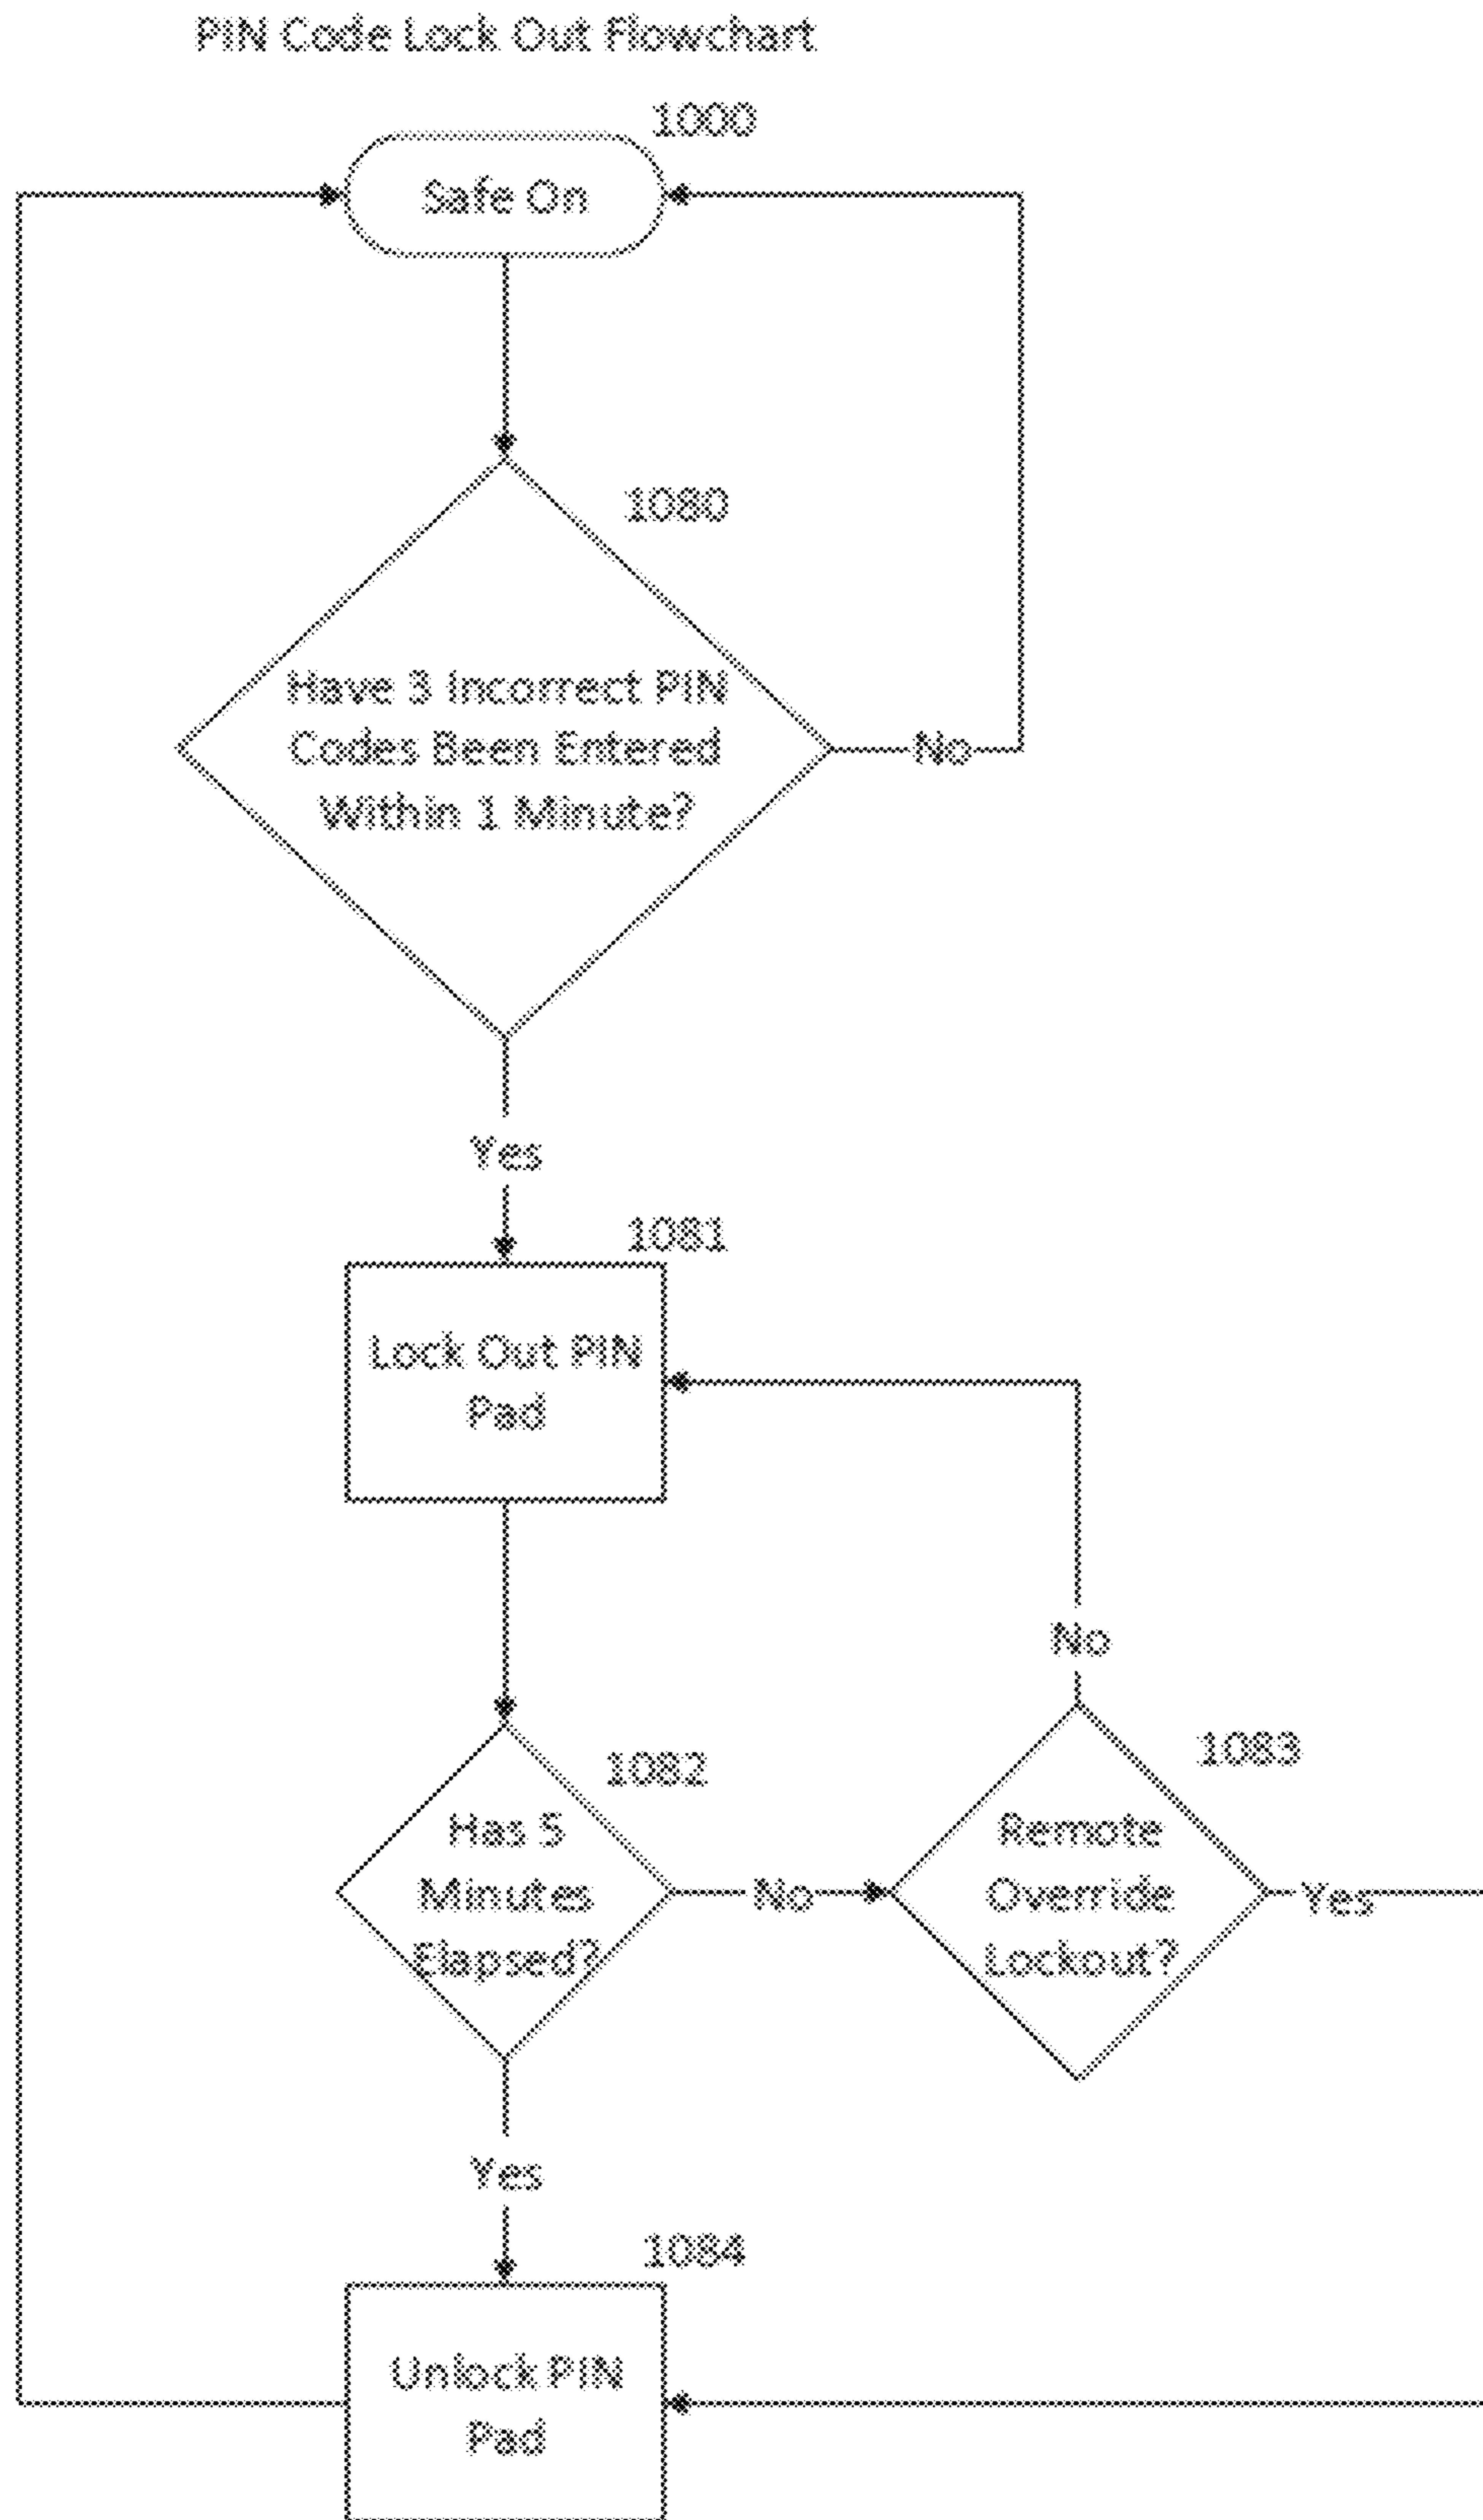 PIN Code Lock Out Flowchart
1000
Safe On
1080
Have 3 Incorrect PIN
Codes Been Entered
Within 1 Minute?
No
Yes
1081
Lock Out PIN
Pad
No
1082
1083
Has 5
Minutes
Elapsed?
No
Remote
Override
Lockout?
Yes
Yes
1084
Unlock PIN
Pad